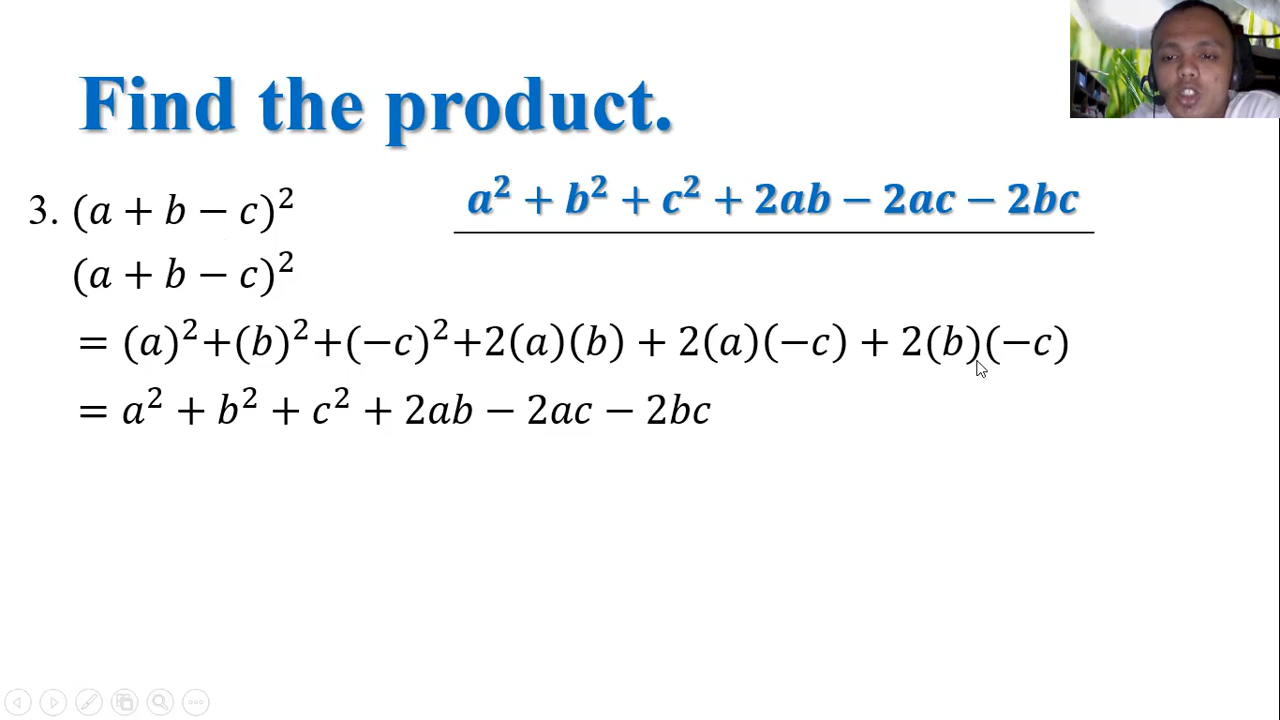 Find the product.
3. (a + b − c)²
a² + b² + c² + 2ab − 2ac − 2bc
(a + b − c)²
= (a)²+(b)²+(−c)²+2(a)(b) + 2(a)(−c) + 2(b)(−c)
= a² + b² + c² + 2ab − 2ac − 2bc